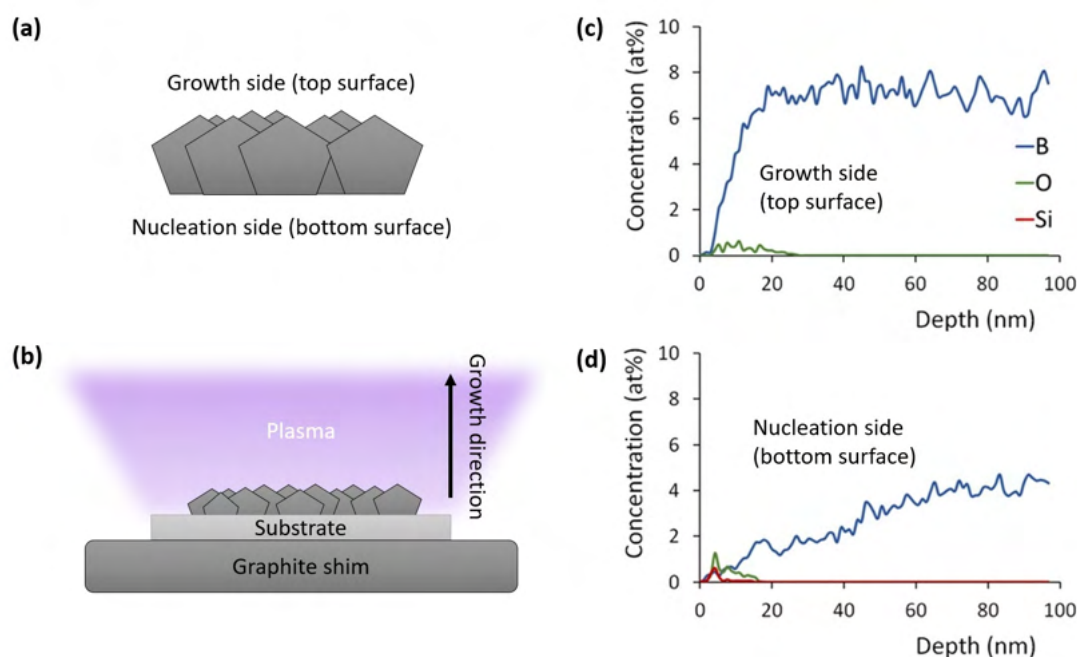 (a)
Growth side (top surface)
Nucleation side (bottom surface)
(b)
Growth direction
Plasma
Substrate
Graphite shim
(c)
Concentration (at%)
10
8
6
4
2
0
Growth side
(top surface)
B
O
Si
0 20 40 60 80 100
Depth (nm)
(d)
Concentration (at%)
10
8
6
4
2
0
Nucleation side
(bottom surface)
0 20 40 60 80 100
Depth (nm)